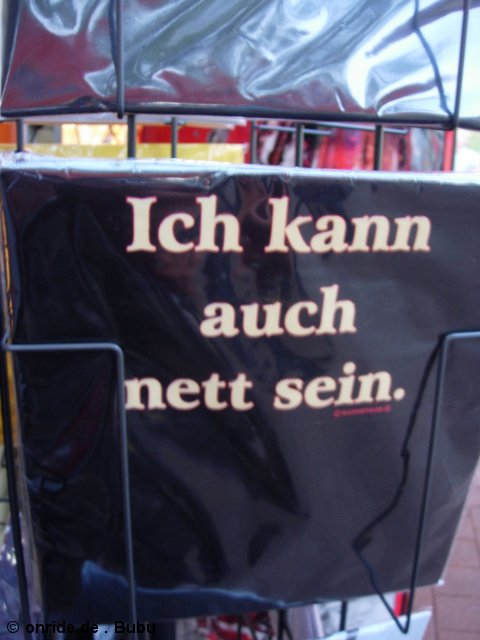 Ich kann
auch
nett sein.
© onride.de . Bubu